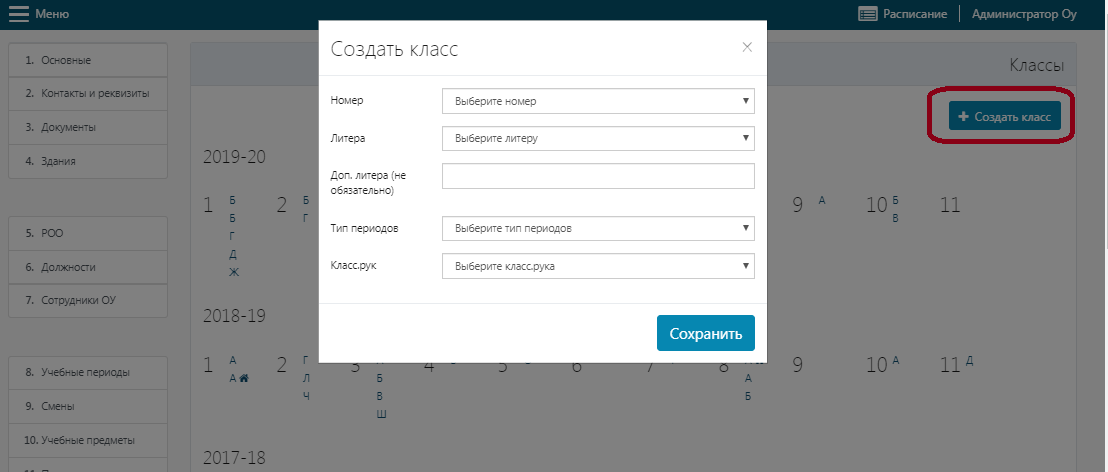 Меню
Расписание
Администратор Оу
1. Основные
2. Контакты и реквизиты
3. Документы
4. Здания
5. РОО
6. Должности
7. Сотрудники ОУ
8. Учебные периоды
9. Смены
10. Учебные предметы
Классы
+ Создать класс
Создать класс
×
Номер
Выберите номер
Литера
Выберите литеру
Доп. литера (не
обязательно)
Тип периодов
Выберите тип периодов
Класс.рук
Выберите класс.рука
Сохранить
2019-20
1 Б 2 Б 9 А 10 Б 11
Б Г В
Г
Д
Ж
2018-19
1 А 2 Г 3 4 5 6 7 8 9 10 А 11 Д
А Л Б А
Ч В Б
Ш
2017-18